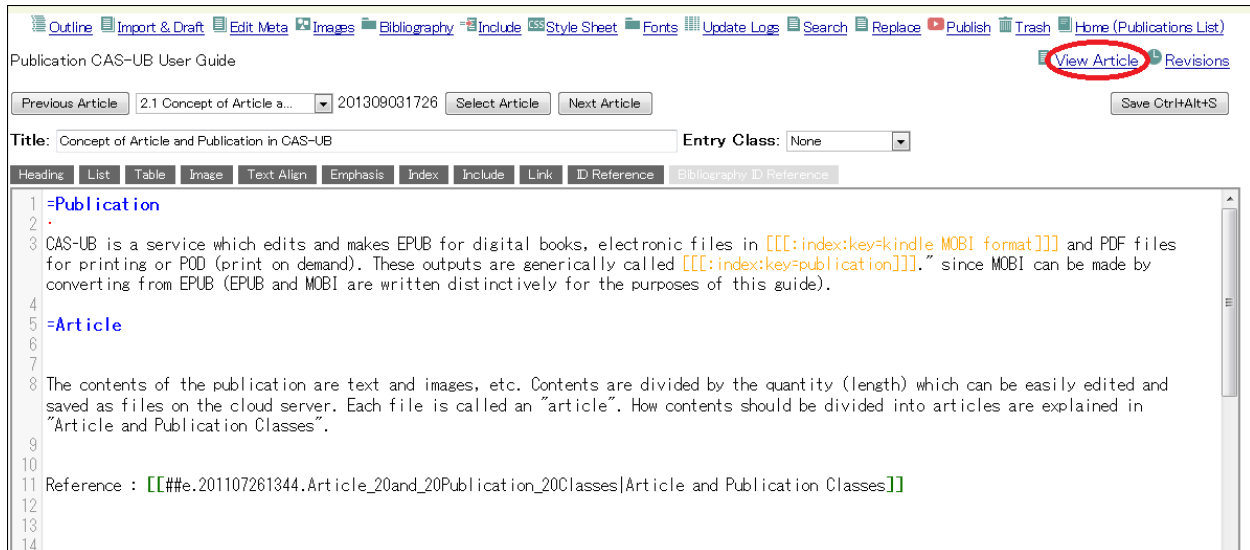 Outline Import & Draft Edit Meta Images Bibliography Include CSS Style Sheet Fonts Update Logs Search Replace Publish Trash Home (Publications List)
Publication CAS-UB User Guide View Article Revisions
Previous Article 2.1 Concept of Article a... 201309031726 Select Article Next Article Save Ctrl+Alt+S
Title: Concept of Article and Publication in CAS-UB Entry Class: None
Heading List Table Image Text Align Emphasis Index Include Link ID Reference Bibliography ID Reference
1 =Publication
2
3 CAS-UB is a service which edits and makes EPUB for digital books, electronic files in [[[:index:key=kindle MOBI format]]] and PDF files
for printing or POD (print on demand). These outputs are generically called [[[:index:key=publication]]]." since MOBI can be made by
converting from EPUB (EPUB and MOBI are written distinctively for the purposes of this guide).
4
5 =Article
6
7
8 The contents of the publication are text and images, etc. Contents are divided by the quantity (length) which can be easily edited and
saved as files on the cloud server. Each file is called an "article". How contents should be divided into articles are explained in
"Article and Publication Classes".
9
10
11 Reference : [[##e.201107261344.Article_20and_20Publication_20Classes|Article and Publication Classes]]
12
13
14